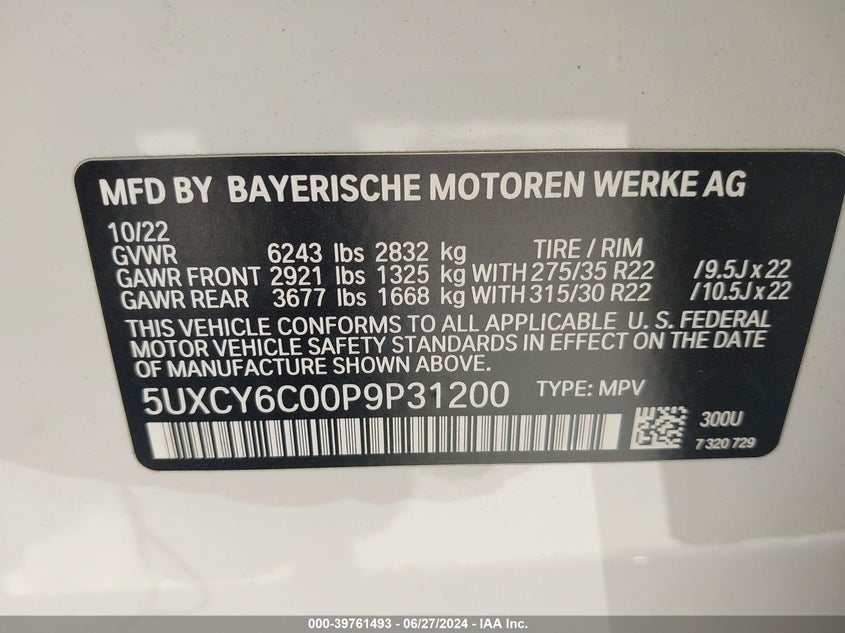 MFD BY BAYERISCHE MOTOREN WERKE AG
10/22
GVWR 6243 lbs 2832 kg TIRE / RIM
GAWR FRONT 2921 lbs 1325 kg WITH 275/35 R22 /9.5J x 22
GAWR REAR 3677 lbs 1668 kg WITH 315/30 R22 /10.5J x 22
THIS VEHICLE CONFORMS TO ALL APPLICABLE U. S. FEDERAL
MOTOR VEHICLE SAFETY STANDARDS IN EFFECT ON THE DATE
OF MANUFACTURE SHOWN ABOVE.
5UXCY6C00P9P31200 TYPE: MPV
300U
7 320 729
000-39761493 - 06/27/2024 - IAA Inc.